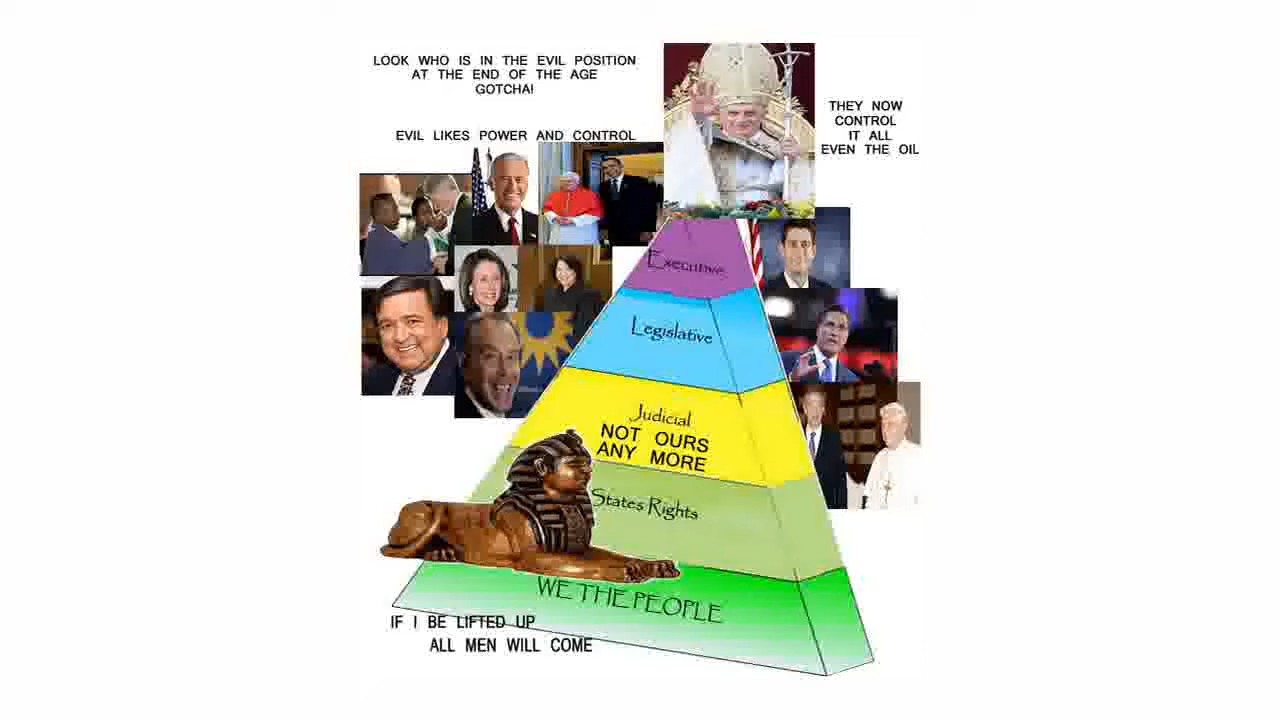 LOOK WHO IS IN THE EVIL POSITION
AT THE END OF THE AGE
GOTCHA!
EVIL LIKES POWER AND CONTROL
THEY NOW
CONTROL
IT ALL
EVEN THE OIL
Executive
Legislative
Judicial
NOT OURS
ANY MORE
States Rights
WE THE PEOPLE
IF I BE LIFTED UP
ALL MEN WILL COME